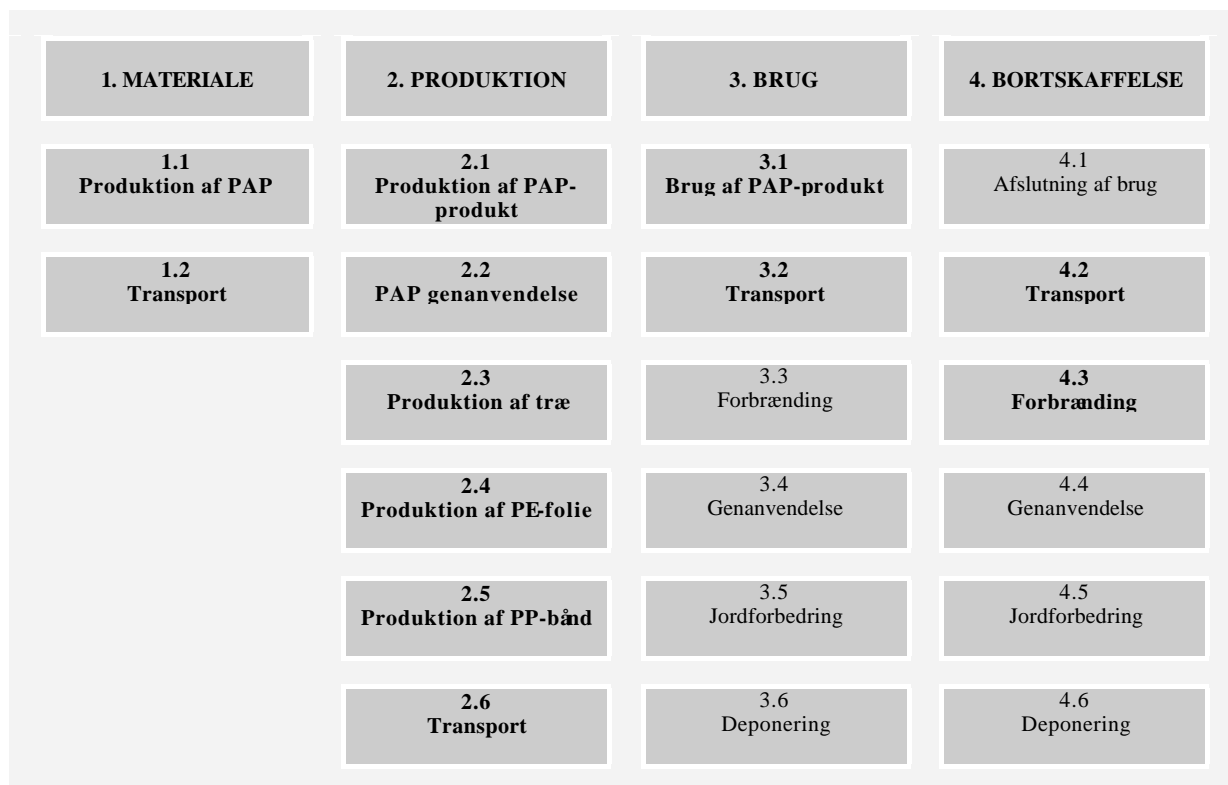 1. MATERIALE
2. PRODUKTION
3. BRUG
4. BORTSKAFFELSE
1.1
Produktion af PAP
2.1
Produktion af PAP-
produkt
3.1
Brug af PAP-produkt
4.1
Afslutning af brug
1.2
Transport
2.2
PAP genanvendelse
3.2
Transport
4.2
Transport
2.3
Produktion af træ
3.3
Forbrænding
4.3
Forbrænding
2.4
Produktion af PE-folie
3.4
Genanvendelse
4.4
Genanvendelse
2.5
Produktion af PP-bånd
3.5
Jordforbedring
4.5
Jordforbedring
2.6
Transport
3.6
Deponering
4.6
Deponering